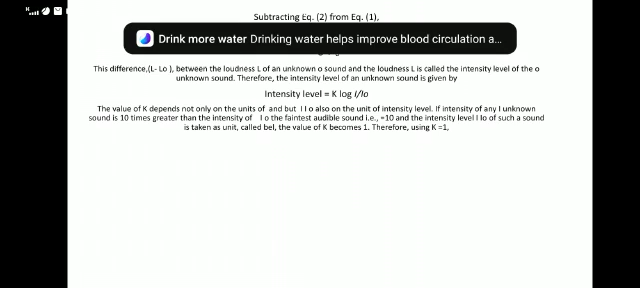 Subtracting Eq. (2) from Eq. (1),
Drink more water Drinking water helps improve blood circulation a...
This difference,(L- Lo ), between the loudness L of an unknown o sound and the loudness L is called the intensity level of the o
unknown sound. Therefore, the intensity level of an unknown sound is given by
Intensity level = K log I/Io
The value of K depends not only on the units of and but I I o also on the unit of intensity level. If intensity of any I unknown
sound is 10 times greater than the intensity of I o the faintest audible sound i.e., =10 and the intensity level I Io of such a sound
is taken as unit, called bel, the value of K becomes 1. Therefore, using K =1,